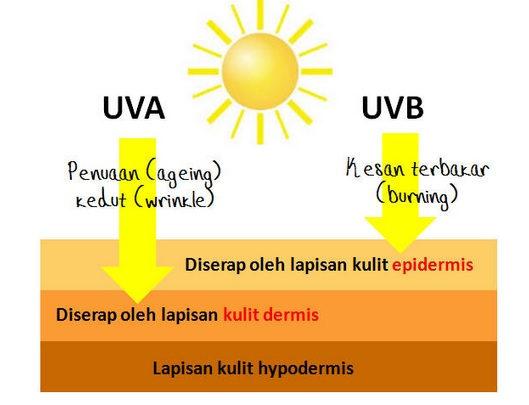 UVA
UVB
Penuaan (ageing)
kedut (wrinkle)
Kesan terbakar
(burning)
Diserap oleh lapisan kulit epidermis
Diserap oleh lapisan kulit dermis
Lapisan kulit hypodermis